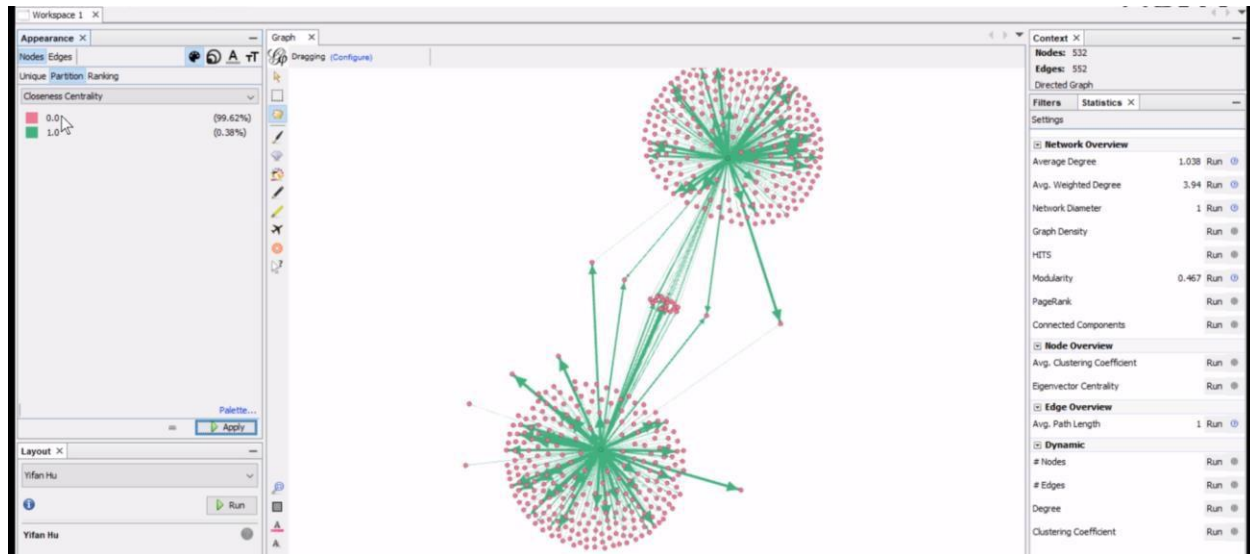 Workspace 1 ×
Appearance ×
Nodes Edges
Unique Partition Ranking
Closeness Centrality
0.0 (99.62%)
1.0 (0.38%)
Palette...
Apply
Layout ×
Yifan Hu
Run
Yifan Hu
Graph ×
Dragging (Configure)
Context ×
Nodes: 532
Edges: 552
Directed Graph
Filters Statistics ×
Settings
Network Overview
Average Degree 1.038 Run
Avg. Weighted Degree 3.94 Run
Network Diameter 1 Run
Graph Density Run
HITS Run
Modularity 0.467 Run
PageRank Run
Connected Components Run
Node Overview
Avg. Clustering Coefficient Run
Eigenvector Centrality Run
Edge Overview
Avg. Path Length 1 Run
Dynamic
# Nodes Run
# Edges Run
Degree Run
Clustering Coefficient Run